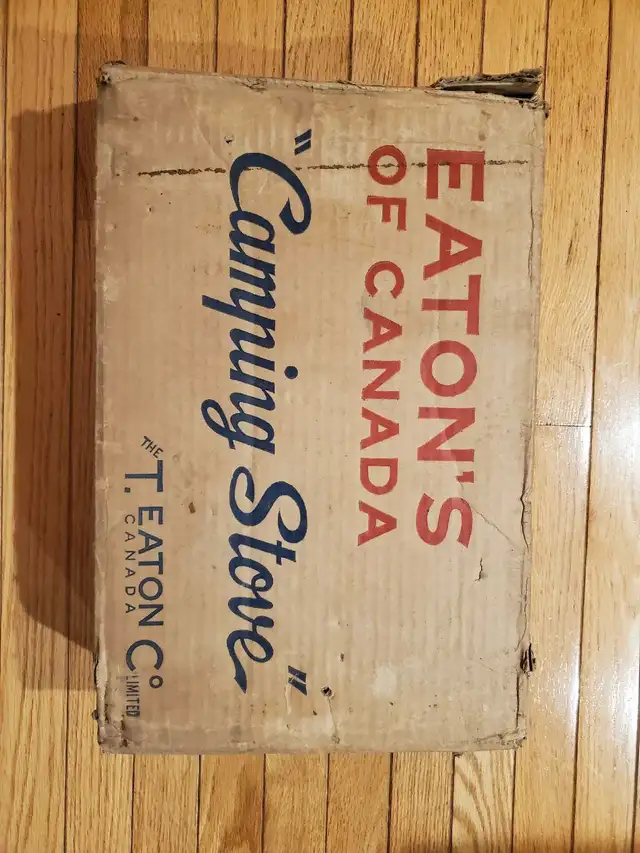 EATON'S
OF CANADA
"Camping Stove"
THE T. EATON Cº LIMITED
CANADA